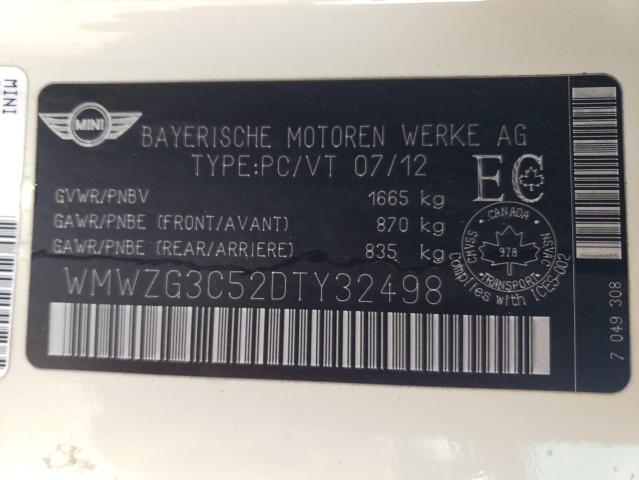 MINI
MINI
BAYERISCHE MOTOREN WERKE AG
TYPE:PC/VT 07/12
EC
GVWR/PNBV 1665 kg
GAWR/PNBE (FRONT/AVANT) 870 kg
GAWR/PNBE (REAR/ARRIERE) 835 kg
CANADA
CMVSS NSVAC
978
TRANSPORT
Complies with ICES-002
WMWZG3C52DTY32498
7 049 308